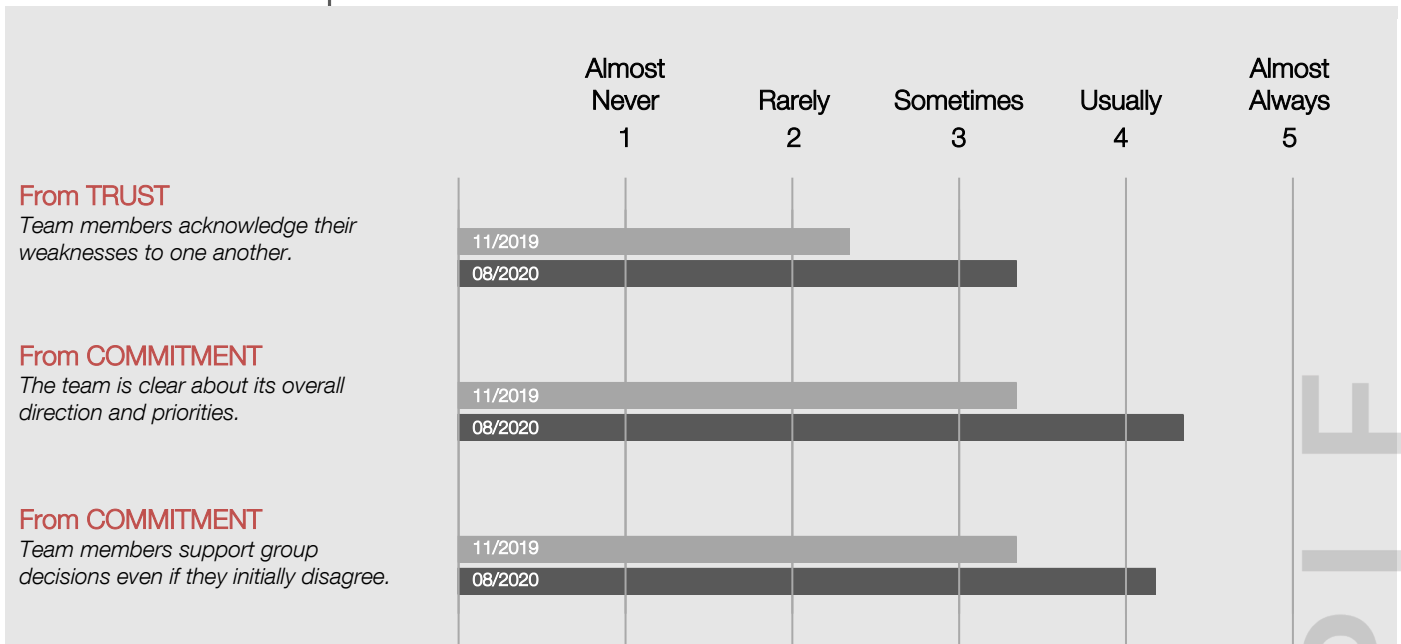 Almost
Never
Rarely
Sometimes
Usually
Almost
Always
1
2
3
4
5
From TRUST
Team members acknowledge their
weaknesses to one another.
11/2019
08/2020
From COMMITMENT
The team is clear about its overall
direction and priorities.
11/2019
08/2020
From COMMITMENT
Team members support group
decisions even if they initially disagree.
11/2019
08/2020